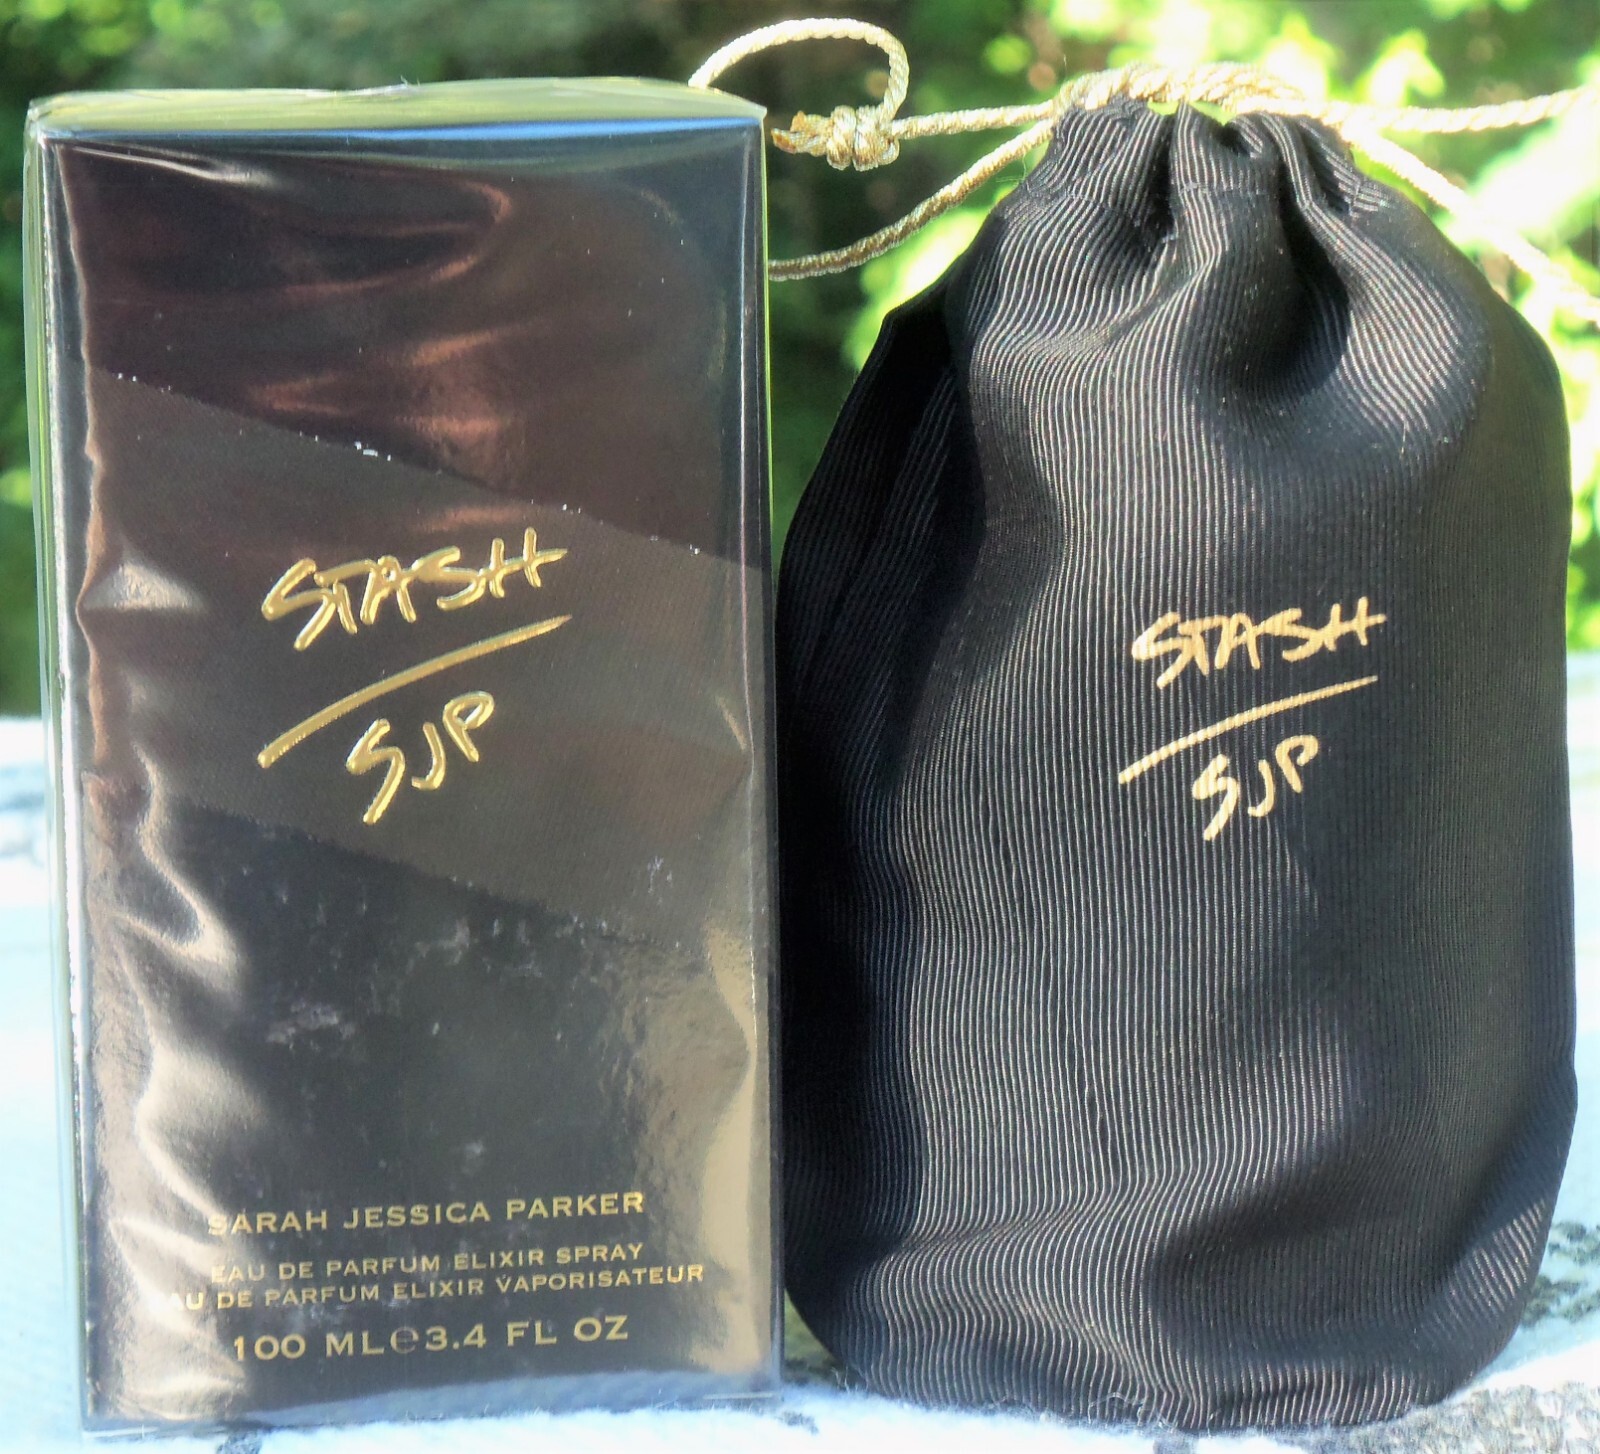 STASH
SJP
SARAH JESSICA PARKER
EAU DE PARFUM ELIXIR SPRAY
EAU DE PARFUM ELIXIR VAPORISATEUR
100 ML℮3.4 FL OZ
STASH
SJP